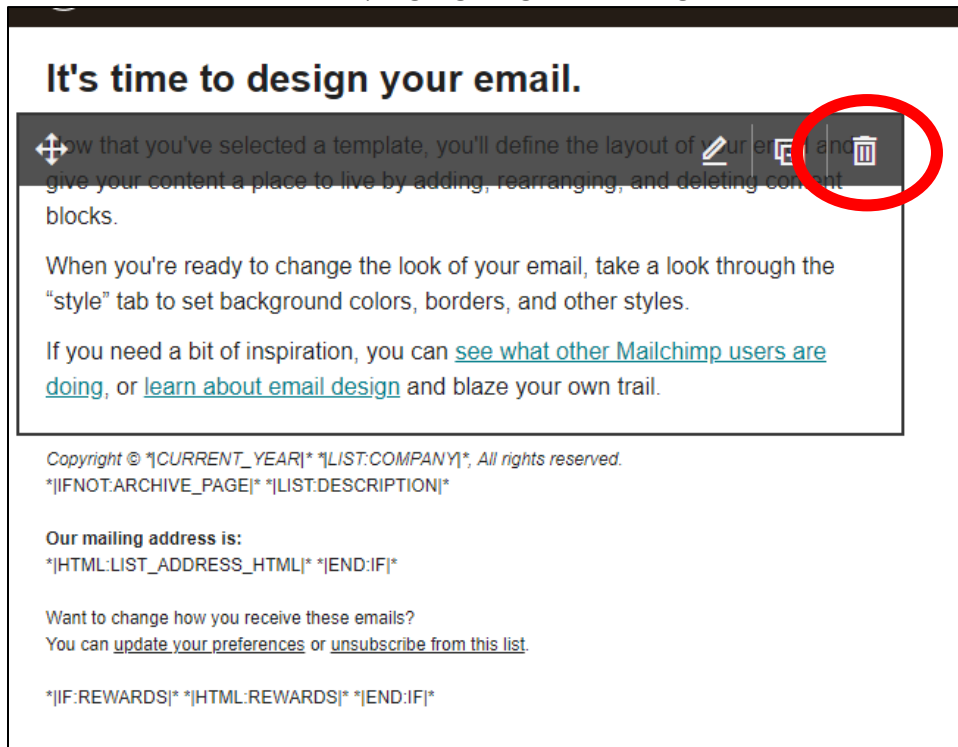 It's time to design your email.
Now that you've selected a template, you'll define the layout of your email and
give your content a place to live by adding, rearranging, and deleting content
blocks.
When you're ready to change the look of your email, take a look through the
“style” tab to set background colors, borders, and other styles.
If you need a bit of inspiration, you can see what other Mailchimp users are
doing, or learn about email design and blaze your own trail.
Copyright © *|CURRENT_YEAR|* *|LIST:COMPANY|*, All rights reserved.
*|IFNOT:ARCHIVE_PAGE|* *|LIST:DESCRIPTION|*
Our mailing address is:
*|HTML:LIST_ADDRESS_HTML|* *|END:IF|*
Want to change how you receive these emails?
You can update your preferences or unsubscribe from this list.
*|IF:REWARDS|* *|HTML:REWARDS|* *|END:IF|*